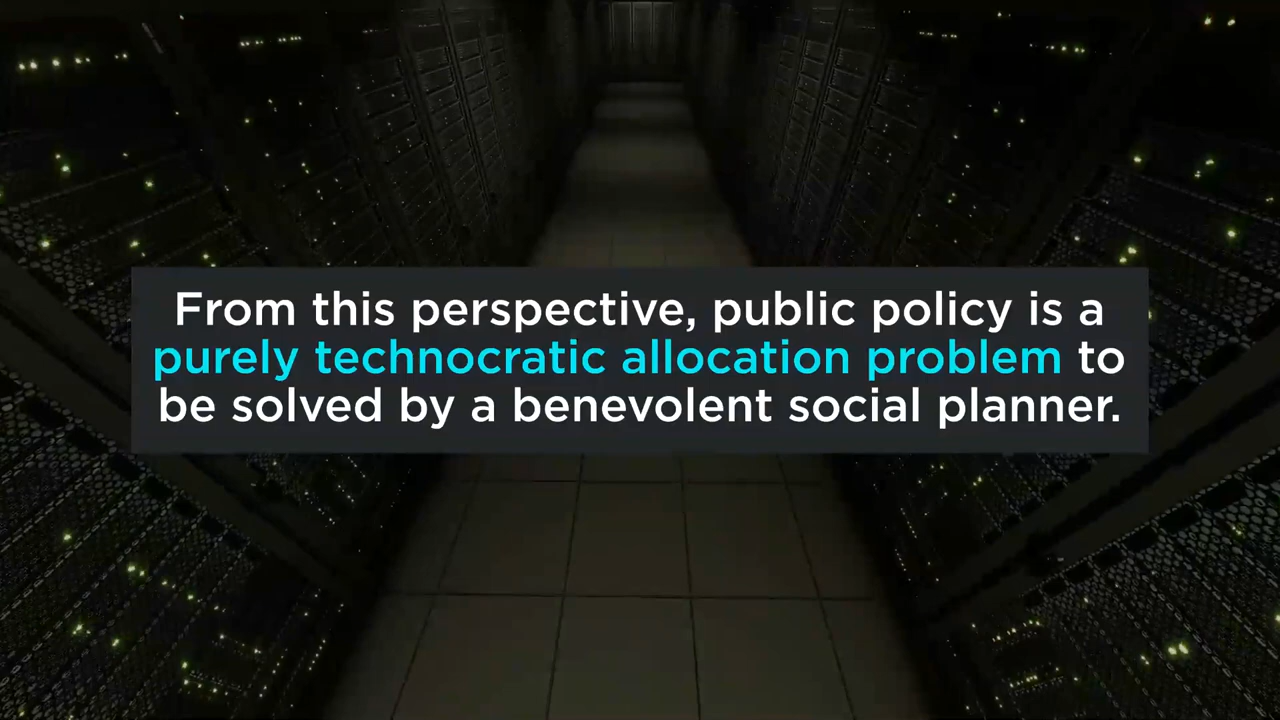 From this perspective, public policy is a
purely technocratic allocation problem to
be solved by a benevolent social planner.